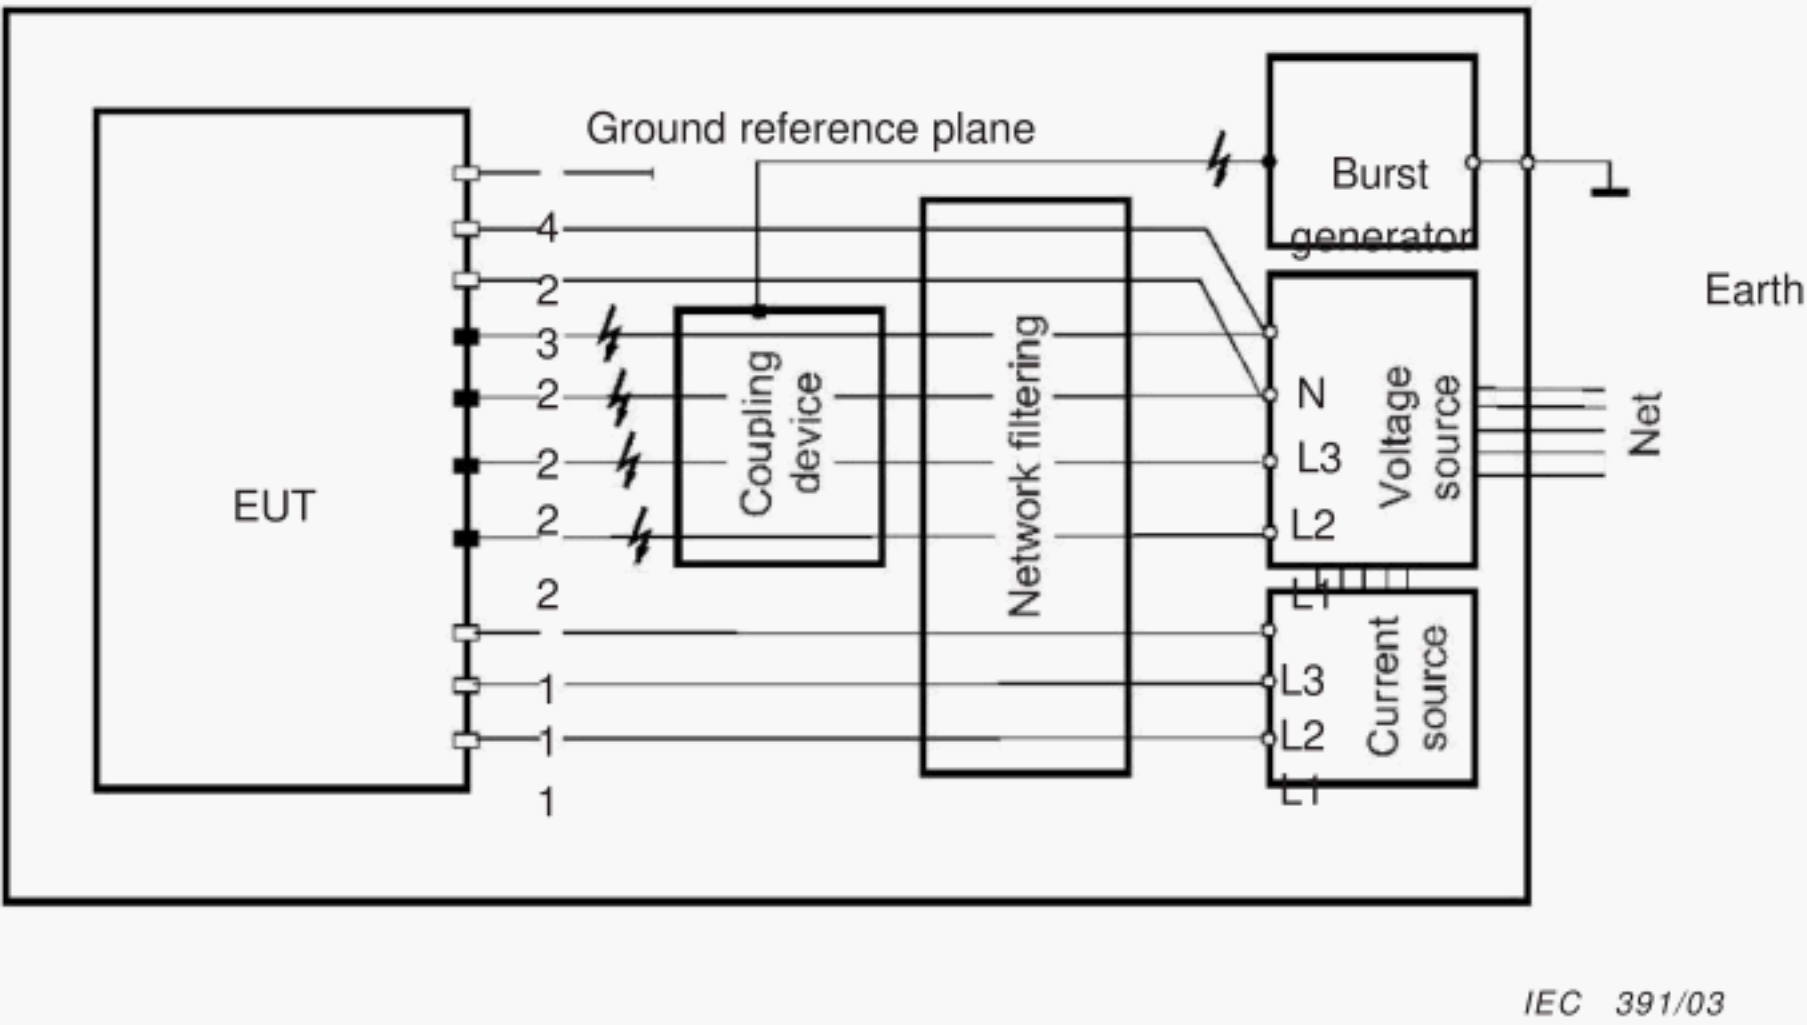 Ground reference plane
Burst
generator
4
2
3
2
2
2
2
1
1
1
EUT
Coupling
device
Network filtering
N
L3
L2
L1
Voltage
source
L3
L2
L1
Current
source
Net
Earth
IEC 391/03